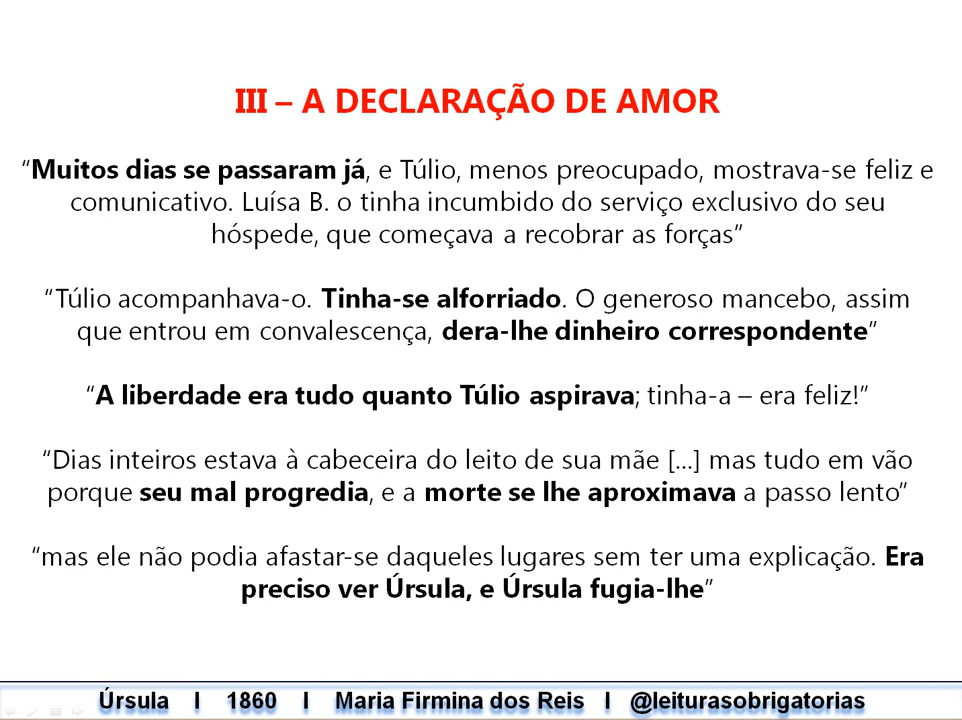 III – A DECLARAÇÃO DE AMOR
“Muitos dias se passaram já, e Túlio, menos preocupado, mostrava-se feliz e
comunicativo. Luísa B. o tinha incumbido do serviço exclusivo do seu
hóspede, que começava a recobrar as forças”
“Túlio acompanhava-o. Tinha-se alforriado. O generoso mancebo, assim
que entrou em convalescença, dera-lhe dinheiro correspondente”
“A liberdade era tudo quanto Túlio aspirava; tinha-a – era feliz!”
“Dias inteiros estava à cabeceira do leito de sua mãe [...] mas tudo em vão
porque seu mal progredia, e a morte se lhe aproximava a passo lento”
“mas ele não podia afastar-se daqueles lugares sem ter uma explicação. Era
preciso ver Úrsula, e Úrsula fugia-lhe”
Úrsula I 1860 I Maria Firmina dos Reis I @leiturasobrigatorias